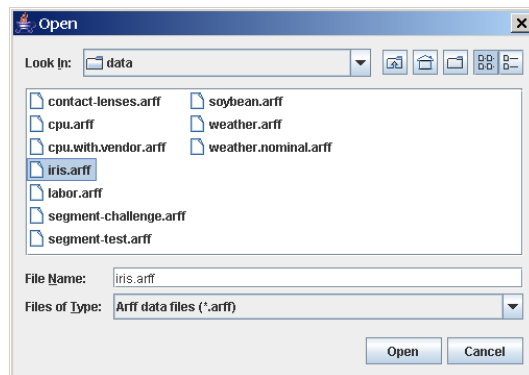 Open
Look In: data
contact-lenses.arff
cpu.arff
cpu.with.vendor.arff
iris.arff
labor.arff
segment-challenge.arff
segment-test.arff
soybean.arff
weather.arff
weather.nominal.arff
File Name: iris.arff
Files of Type: Arff data files (*.arff)
Open Cancel